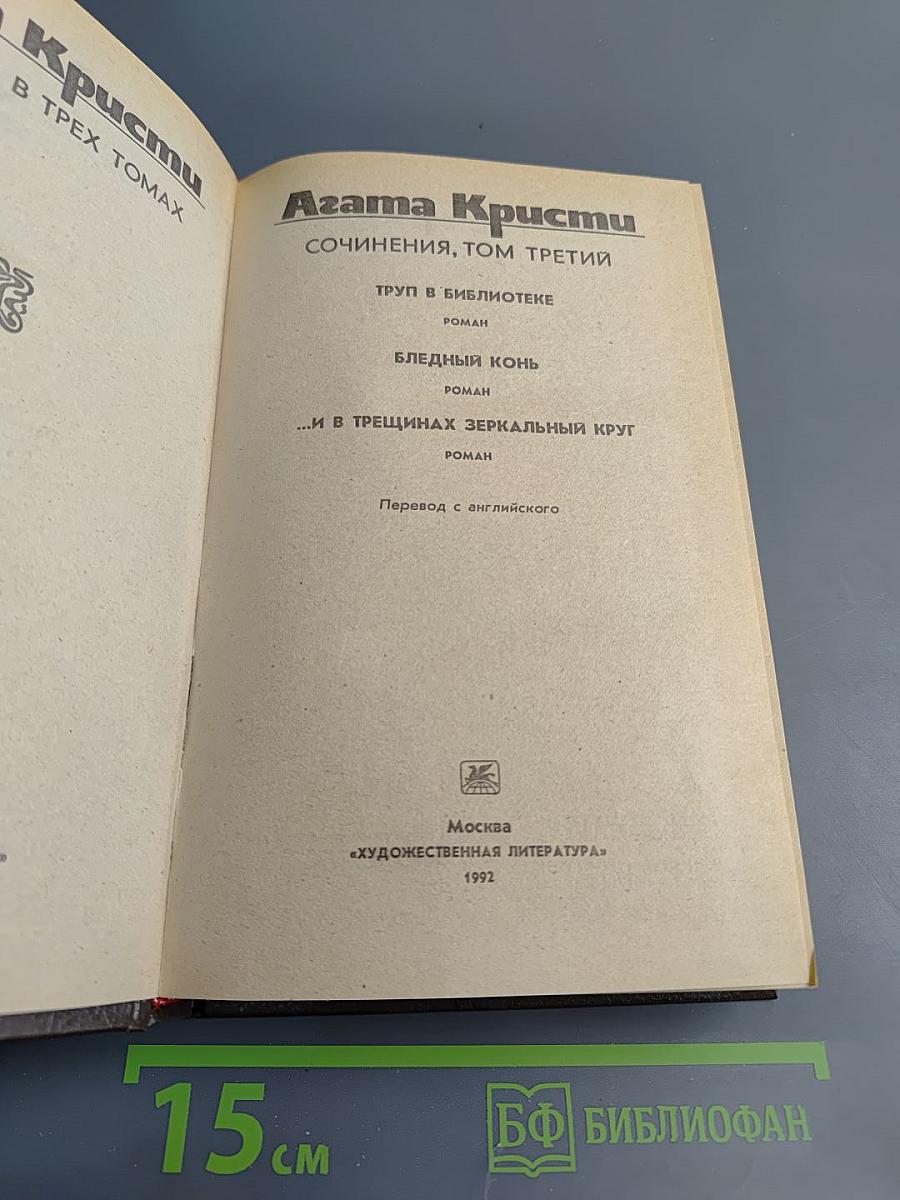 Кристи
В ТРЕХ ТОМАХ
Агата Кристи
СОЧИНЕНИЯ, ТОМ ТРЕТИЙ
ТРУП В БИБЛИОТЕКЕ
РОМАН
БЛЕДНЫЙ КОНЬ
РОМАН
...И В ТРЕЩИНАХ ЗЕРКАЛЬНЫЙ КРУГ
РОМАН
Перевод с английского
Москва
«ХУДОЖЕСТВЕННАЯ ЛИТЕРАТУРА»
1992
15 см
БФ БИБЛИОФАН